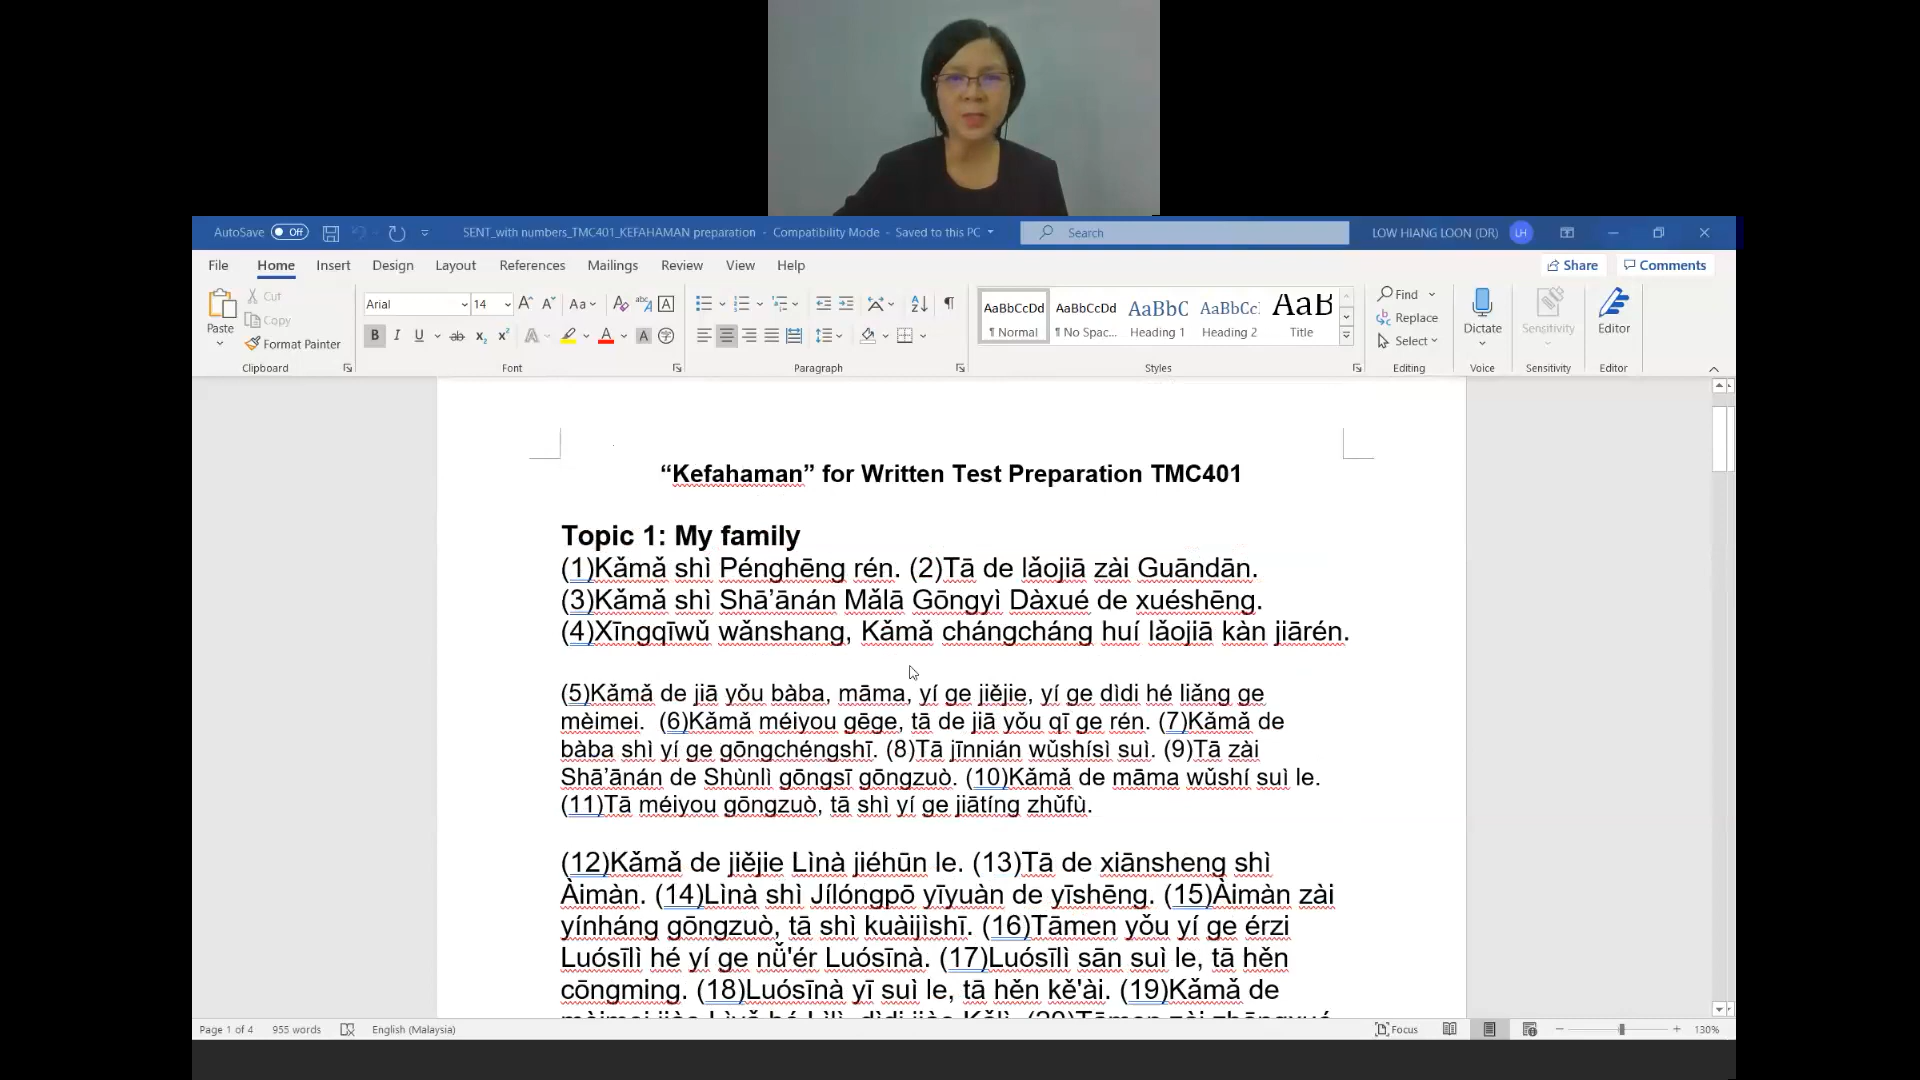 AutoSave Off SENT_with numbers_TMC401_KEFAHAMAN preparation - Compatibility Mode - Saved to this PC Search LOW HIANG LOON (DR) LH
File Home Insert Design Layout References Mailings Review View Help Share Comments
Paste Cut Copy Format Painter
Arial 14
AaBbCcDd AaBbCcDd AaBbC AaBbCc AaB
¶ Normal ¶ No Spac... Heading 1 Heading 2 Title
Find Replace Select
Dictate Sensitivity Editor
Clipboard Font Paragraph Styles Editing Voice Sensitivity Editor
“Kefahaman” for Written Test Preparation TMC401
Topic 1: My family
(1)Kǎmǎ shì Pénghēng rén. (2)Tā de lǎojiā zài Guāndān.
(3)Kǎmǎ shì Shā’ānán Mǎlā Gōngyì Dàxué de xuéshēng.
(4)Xīngqīwǔ wǎnshang, Kǎmǎ chángcháng huí lǎojiā kàn jiārén.
(5)Kǎmǎ de jiā yǒu bàba, māma, yí ge jiějie, yí ge dìdi hé liǎng ge
mèimei. (6)Kǎmǎ méiyou gēge, tā de jiā yǒu qī ge rén. (7)Kǎmǎ de
bàba shì yí ge gōngchéngshī. (8)Tā jīnnián wǔshísì suì. (9)Tā zài
Shā’ānán de Shùnlì gōngsī gōngzuò. (10)Kǎmǎ de māma wǔshí suì le.
(11)Tā méiyou gōngzuò, tā shì yí ge jiātíng zhǔfù.
(12)Kǎmǎ de jiějie Lìnà jiéhūn le. (13)Tā de xiānsheng shì
Àimàn. (14)Lìnà shì Jílóngpō yīyuàn de yīshēng. (15)Àimàn zài
yínháng gōngzuò, tā shì kuàijìshī. (16)Tāmen yǒu yí ge érzi
Luósīlì hé yí ge nǚ'ér Luósīnà. (17)Luósīlì sān suì le, tā hěn
cōngming. (18)Luósīnà yī suì le, tā hěn kě'ài. (19)Kǎmǎ de
Page 1 of 4 955 words English (Malaysia) Focus 130%